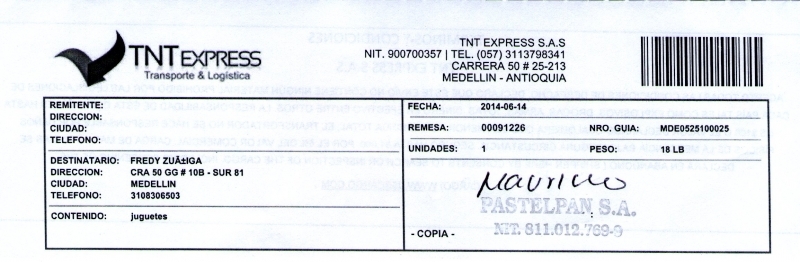 TNT EXPRESS
Transporte & Logística
TNT EXPRESS S.A.S
NIT. 900700357 | TEL. (057) 3113798341
CARRERA 50 # 25-213
MEDELLIN - ANTIOQUIA
REMITENTE:
DIRECCION:
CIUDAD:
TELEFONO:
DESTINATARIO: FREDY ZUÃ±IGA
DIRECCION: CRA 50 GG # 10B - SUR 81
CIUDAD: MEDELLIN
TELEFONO: 3108306503
CONTENIDO: juguetes
FECHA: 2014-06-14
REMESA: 00091226 NRO. GUIA: MDE0525100025
UNIDADES: 1 PESO: 18 LB
Mauricio
PASTELPAN S.A.
NIT. 811.012.769-9
- COPIA -